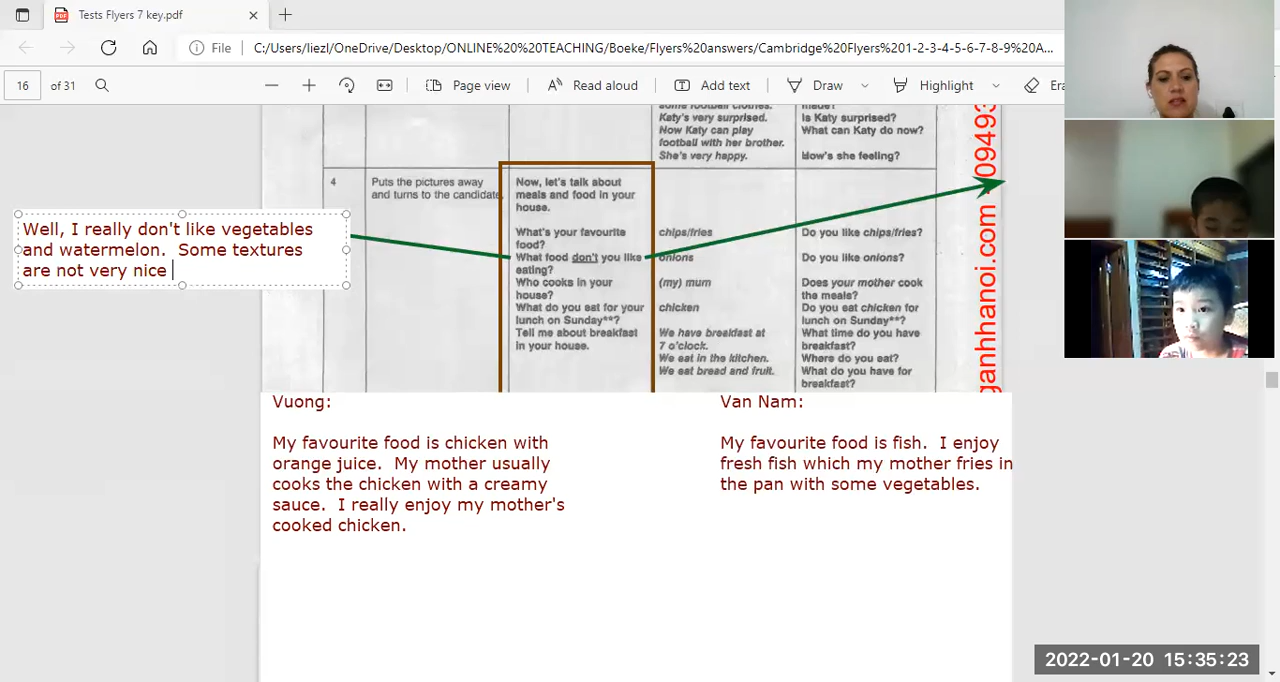 Tests Flyers 7 key.pdf
File
C:/Users/liezl/OneDrive/Desktop/ONLINE%20%20TEACHING/Boeke/Flyers%20answers/Cambridge%20Flyers%201-2-3-4-5-6-7-8-9%20A...
16 of 31
Page view
Read aloud
Add text
Draw
Highlight
Era
some football clothes.
Katy's very surprised.
Now Katy can play
football with her brother.
She's very happy.
made?
Is Katy surprised?
What can Katy do now?
How's she feeling?
4
Puts the pictures away
and turns to the candidate.
Now, let's talk about
meals and food in your
house.
What's your favourite
food?
What food don't you like
eating?
Who cooks in your
house?
What do you eat for your
lunch on Sunday**?
Tell me about breakfast
in your house.
chips/fries
onions
(my) mum
chicken
We have breakfast at
7 o'clock.
We eat in the kitchen.
We eat bread and fruit.
Do you like chips/fries?
Do you like onions?
Does your mother cook
the meals?
Do you eat chicken for
lunch on Sunday**?
What time do you have
breakfast?
Where do you eat?
What do you have for
breakfast?
ganhhanoi.com - 09493
Well, I really don't like vegetables
and watermelon.  Some textures
are not very nice
Vuong:
My favourite food is chicken with
orange juice.  My mother usually
cooks the chicken with a creamy
sauce.  I really enjoy my mother's
cooked chicken.
Van Nam:
My favourite food is fish.  I enjoy
fresh fish which my mother fries in
the pan with some vegetables.
2022-01-20 15:35:23